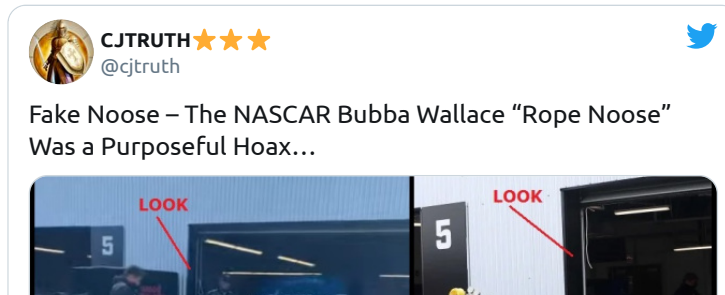 CJTRUTH⭐⭐⭐
@cjtruth
Fake Noose – The NASCAR Bubba Wallace “Rope Noose”
Was a Purposeful Hoax…
LOOK
LOOK
5
5